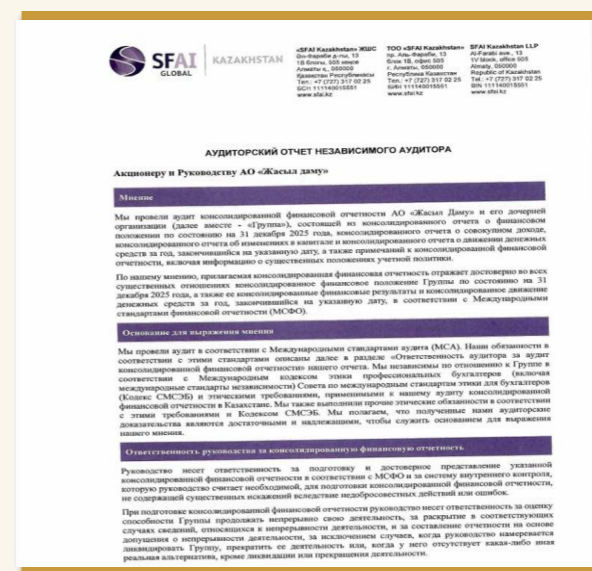 SFAI
GLOBAL
KAZAKHSTAN
«SFAI Kazakhstan» ЖШС
Әл-Фараби д-лы, 13
1В блогы, 505 кеңсе
Алматы қ., 050000
Қазақстан Республикасы
Тел.: +7 (727) 317 02 25
БСН 111140015551
www.sfai.kz
ТОО «SFAI Kazakhstan»
пр. Аль-Фараби, 13
блок 1В, офис 505
г. Алматы, 050000
Республика Казахстан
Тел.: +7 (727) 317 02 25
БИН 111140015551
www.sfai.kz
SFAI Kazakhstan LLP
Al-Farabi ave., 13
1V block, office 505
Almaty, 050000
Republic of Kazakhstan
Tel.: +7 (727) 317 02 25
BIN 111140015551
www.sfai.kz
АУДИТОРСКИЙ ОТЧЕТ НЕЗАВИСИМОГО АУДИТОРА
Акционеру и Руководству АО «Жасыл даму»
Мнение
Мы провели аудит консолидированной финансовой отчетности АО «Жасыл Даму» и его дочерней
организации (далее вместе - «Группа»), состоящей из консолидированного отчета о финансовом
положении по состоянию на 31 декабря 2025 года, консолидированного отчета о совокупном доходе,
консолидированного отчета об изменениях в капитале и консолидированного отчета о движении денежных
средств за год, закончившийся на указанную дату, а также примечаний к консолидированной финансовой
отчетности, включая информацию о существенных положениях учетной политики.
По нашему мнению, прилагаемая консолидированная финансовая отчетность отражает достоверно во всех
существенных отношениях консолидированное финансовое положение Группы по состоянию на 31
декабря 2025 года, а также ее консолидированные финансовые результаты и консолидированное движение
денежных средств за год, закончившийся на указанную дату, в соответствии с Международными
стандартами финансовой отчетности (МСФО).
Основание для выражения мнения
Мы провели аудит в соответствии с Международными стандартами аудита (МСА). Наши обязанности в
соответствии с этими стандартами описаны далее в разделе «Ответственность аудитора за аудит
консолидированной финансовой отчетности» нашего отчета. Мы независимы по отношению к Группе в
соответствии с Международным кодексом этики профессиональных бухгалтеров (включая
международные стандарты независимости) Совета по международным стандартам этики для бухгалтеров
(Кодекс СМСЭБ) и этическими требованиями, применимыми к нашему аудиту консолидированной
финансовой отчетности в Казахстане. Мы также выполнили прочие этические обязанности в соответствии
с этими требованиями и Кодексом СМСЭБ. Мы полагаем, что полученные нами аудиторские
доказательства являются достаточными и надлежащими, чтобы служить основанием для выражения
нашего мнения.
Ответственность руководства за консолидированную финансовую отчетность
Руководство несет ответственность за подготовку и достоверное представление указанной
консолидированной финансовой отчетности в соответствии с МСФО и за систему внутреннего контроля,
которую руководство считает необходимой, для подготовки консолидированной финансовой отчетности,
не содержащей существенных искажений вследствие недобросовестных действий или ошибок.
При подготовке консолидированной финансовой отчетности руководство несет ответственность за оценку
способности Группы продолжать непрерывно свою деятельность, за раскрытие в соответствующих
случаях сведений, относящихся к непрерывности деятельности, и за составление отчетности на основе
допущения о непрерывности деятельности, за исключением случаев, когда руководство намеревается
ликвидировать Группу, прекратить ее деятельность или, когда у него отсутствует какая-либо иная
реальная альтернатива, кроме ликвидации или прекращения деятельности.